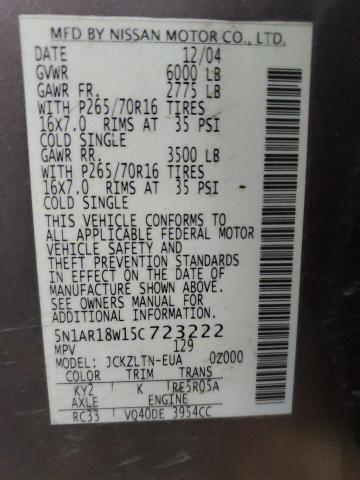 MFD BY NISSAN MOTOR CO., LTD.
DATE 12/04
GVWR 6000 LB
GAWR FR. 2775 LB
WITH P265/70R16 TIRES
16X7.0 RIMS AT 35 PSI
COLD SINGLE
GAWR RR. 3500 LB
WITH P265/70R16 TIRES
16X7.0 RIMS AT 35 PSI
COLD SINGLE
THIS VEHICLE CONFORMS TO
ALL APPLICABLE FEDERAL MOTOR
VEHICLE SAFETY AND
THEFT PREVENTION STANDARDS
IN EFFECT ON THE DATE OF
MANUFACTURE SHOWN ABOVE.
SEE OWNER'S MANUAL FOR
ADDITIONAL INFORMATION.
5N1AR18W15C723222
MPV 129
MODEL: JCKZLTN-EUA 0Z000
COLOR TRIM TRANS
KY2 K RE5R05A
AXLE ENGINE
RC33 VQ40DE 3954CC